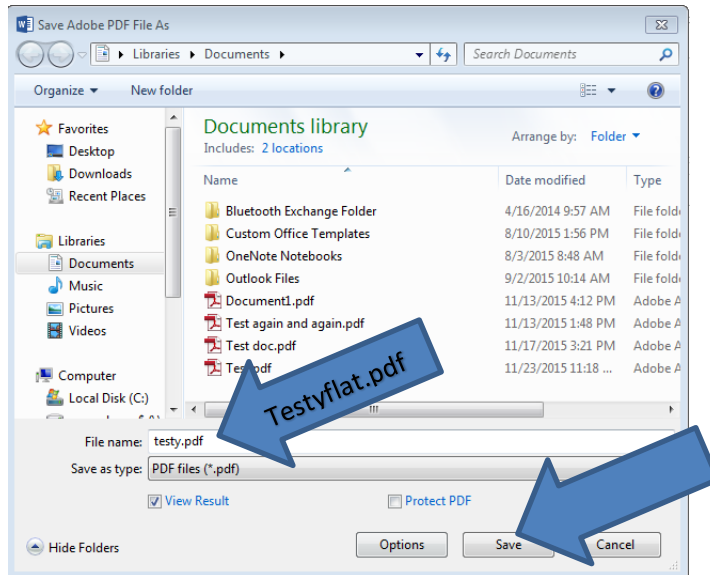 Save Adobe PDF File As
Libraries Documents Search Documents
Organize New folder
Favorites
Desktop
Downloads
Recent Places
Libraries
Documents
Music
Pictures
Videos
Computer
Local Disk (C:)
Documents library
Includes: 2 locations
Arrange by: Folder
Name Date modified Type
Bluetooth Exchange Folder 4/16/2014 9:57 AM File folde
Custom Office Templates 8/10/2015 1:56 PM File folde
OneNote Notebooks 8/3/2015 8:48 AM File folde
Outlook Files 9/2/2015 10:14 AM File folde
Document1.pdf 11/13/2015 4:12 PM Adobe A
Test again and again.pdf 11/13/2015 1:48 PM Adobe A
Test doc.pdf 11/17/2015 3:21 PM Adobe A
11/23/2015 11:18 ... Adobe A
Testyflat.pdf
File name: testy.pdf
Save as type: PDF files (*.pdf)
View Result Protect PDF
Hide Folders Options Save Cancel